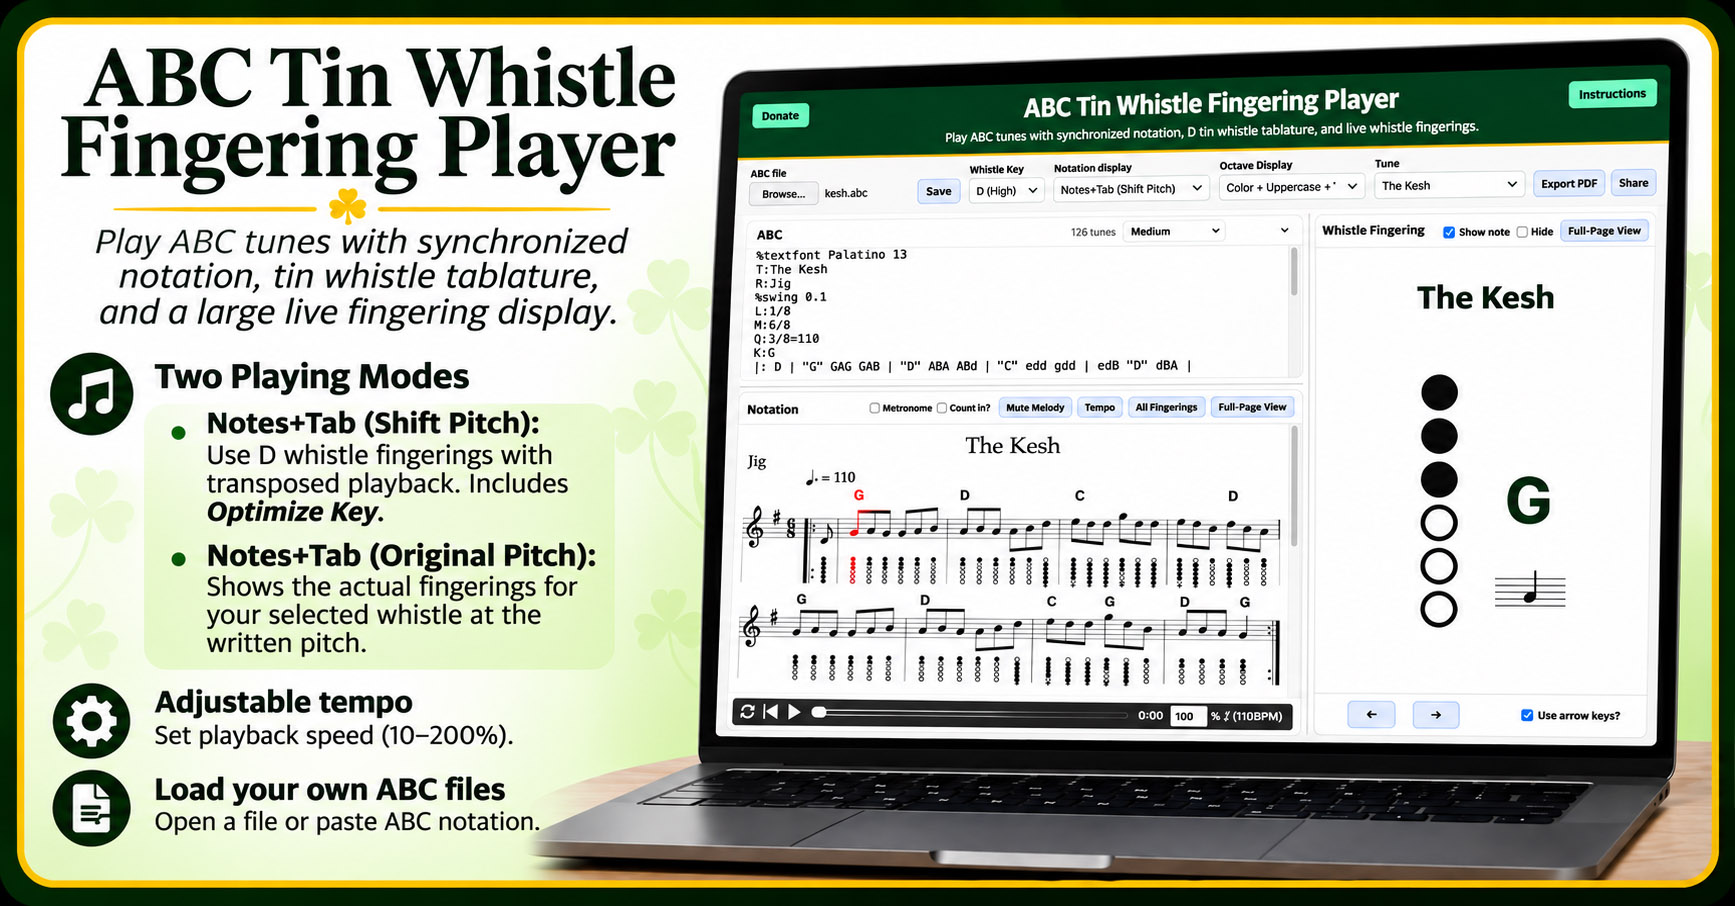 ABC Tin Whistle
Fingering Player
Play ABC tunes with synchronized
notation, tin whistle tablature,
and a large live fingering display.
Two Playing Modes
• Notes+Tab (Shift Pitch):
Use D whistle fingerings with
transposed playback. Includes
Optimize Key.
• Notes+Tab (Original Pitch):
Shows the actual fingerings for
your selected whistle at the
written pitch.
Adjustable tempo
Set playback speed (10–200%).
Load your own ABC files
Open a file or paste ABC notation.
Donate
ABC Tin Whistle Fingering Player
Instructions
Play ABC tunes with synchronized notation, D tin whistle tablature, and live whistle fingerings.
ABC file
Browse... kesh.abc
Save
Whistle Key
D (High)
Notation display
Notes+Tab (Shift Pitch)
Octave Display
Color + Uppercase + '
Tune
The Kesh
Export PDF
Share
ABC
126 tunes
Medium
%textfont Palatino 13
T:The Kesh
R:Jig
%swing 0.1
L:1/8
M:6/8
Q:3/8=110
K:G
|: D | "G" GAG GAB | "D" ABA ABd | "C" edd gdd | edB "D" dBA |
Notation
Metronome
Count in?
Mute Melody
Tempo
All Fingerings
Full-Page View
The Kesh
Jig
= 110
G D C D
6
8
G D C G D G
0:00 100 % (110BPM)
Whistle Fingering
Show note
Hide
Full-Page View
The Kesh
G
← →
Use arrow keys?